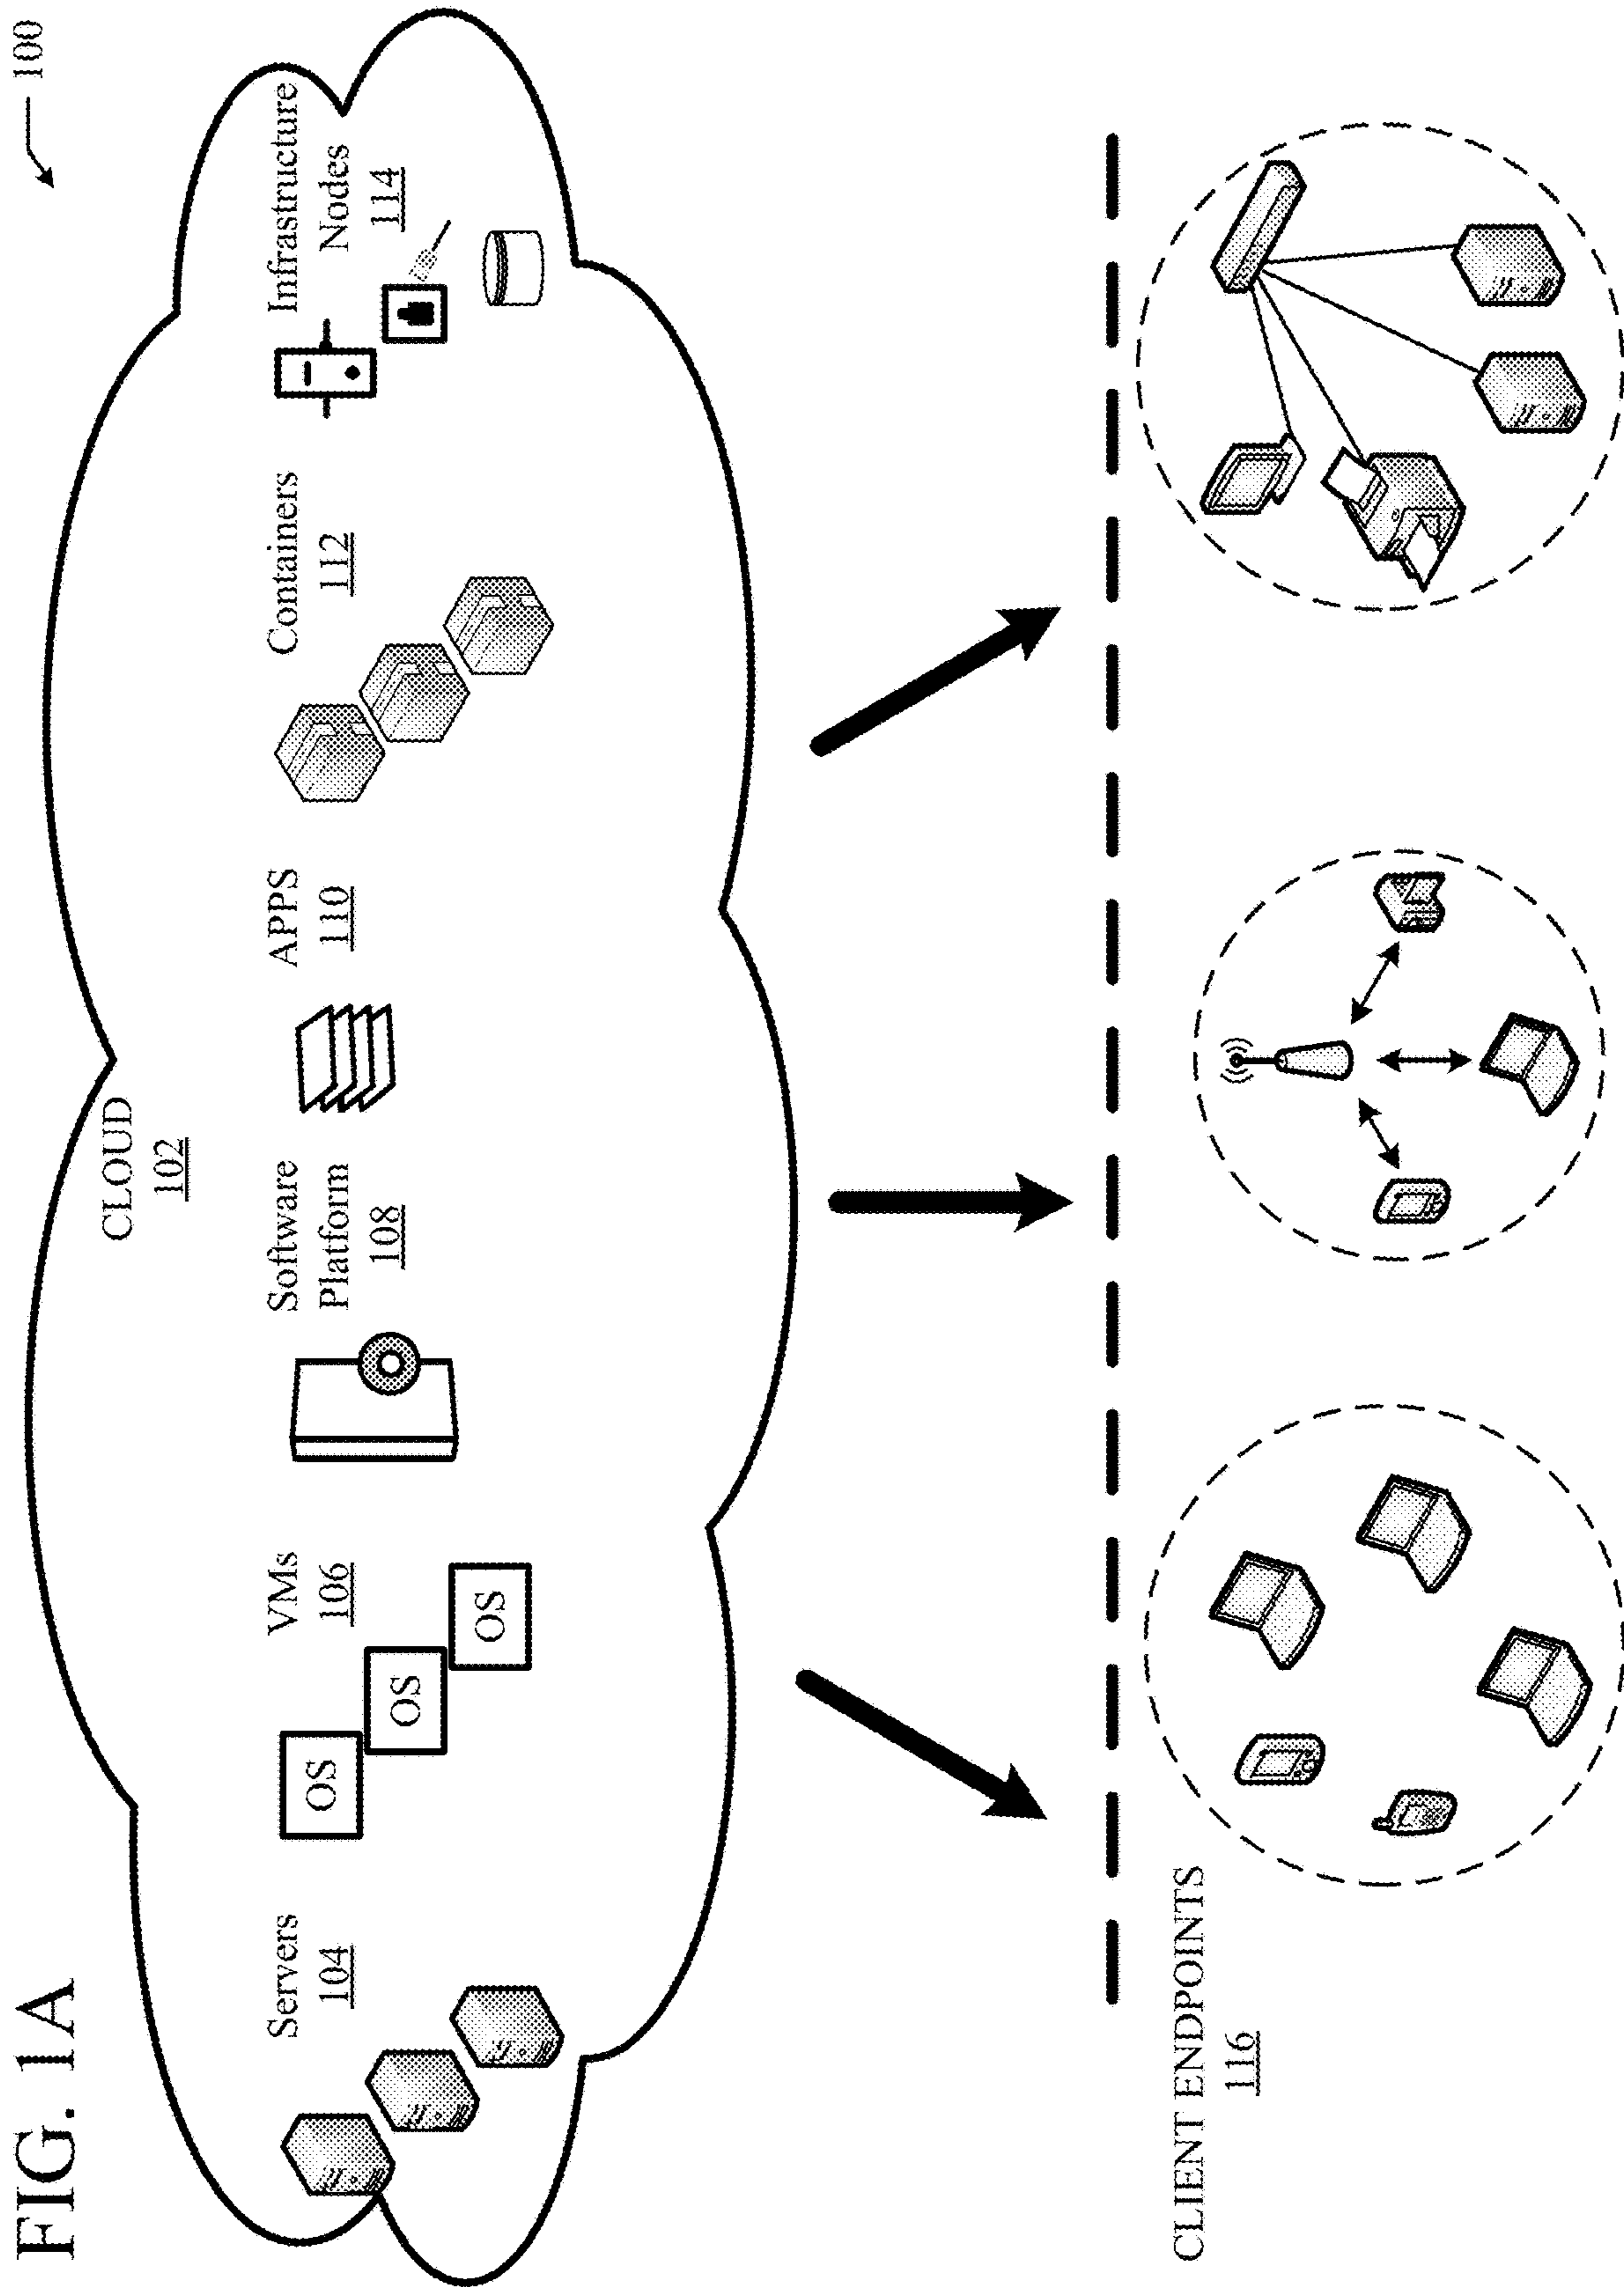 FIG. 1A
100
CLOUD
102
Servers
104
VMs
106
Software
Platform
108
APPS
110
Containers
112
Infrastructure
Nodes
114
OS
OS
OS
CLIENT ENDPOINTS
116